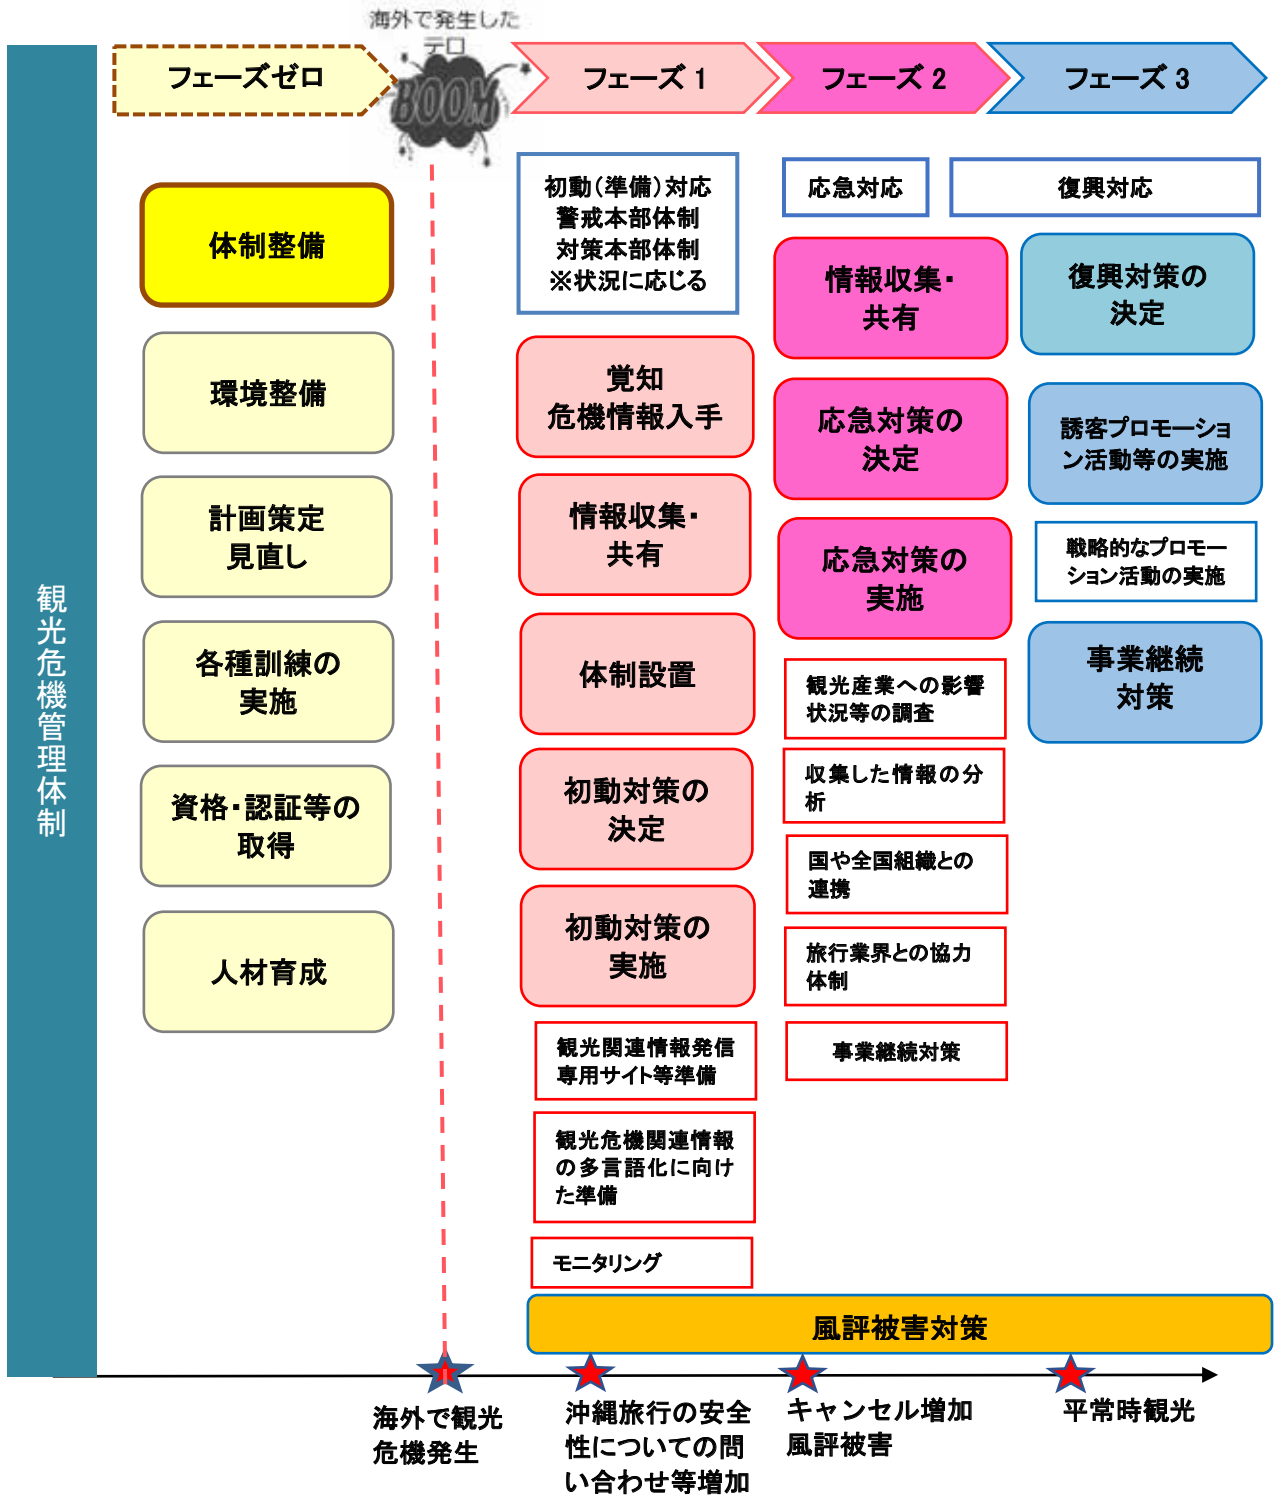 海外で発生した
テロ
BOOM
フェーズゼロ
フェーズ 1
フェーズ 2
フェーズ 3
観光危機管理体制
体制整備
環境整備
計画策定
見直し
各種訓練の
実施
資格・認証等の
取得
人材育成
初動（準備）対応
警戒本部体制
対策本部体制
※状況に応じる
覚知
危機情報入手
情報収集・
共有
体制設置
初動対策の
決定
初動対策の
実施
観光関連情報発信
専用サイト等準備
観光危機関連情報
の多言語化に向け
た準備
モニタリング
応急対応
情報収集・
共有
応急対策の
決定
応急対策の
実施
観光産業への影響
状況等の調査
収集した情報の分
析
国や全国組織との
連携
旅行業界との協力
体制
事業継続対策
復興対応
復興対策の
決定
誘客プロモーショ
ン活動等の実施
戦略的なプロモー
ション活動の実施
事業継続
対策
風評被害対策
海外で観光
危機発生
沖縄旅行の安全
性についての問
い合わせ等増加
キャンセル増加
風評被害
平常時観光